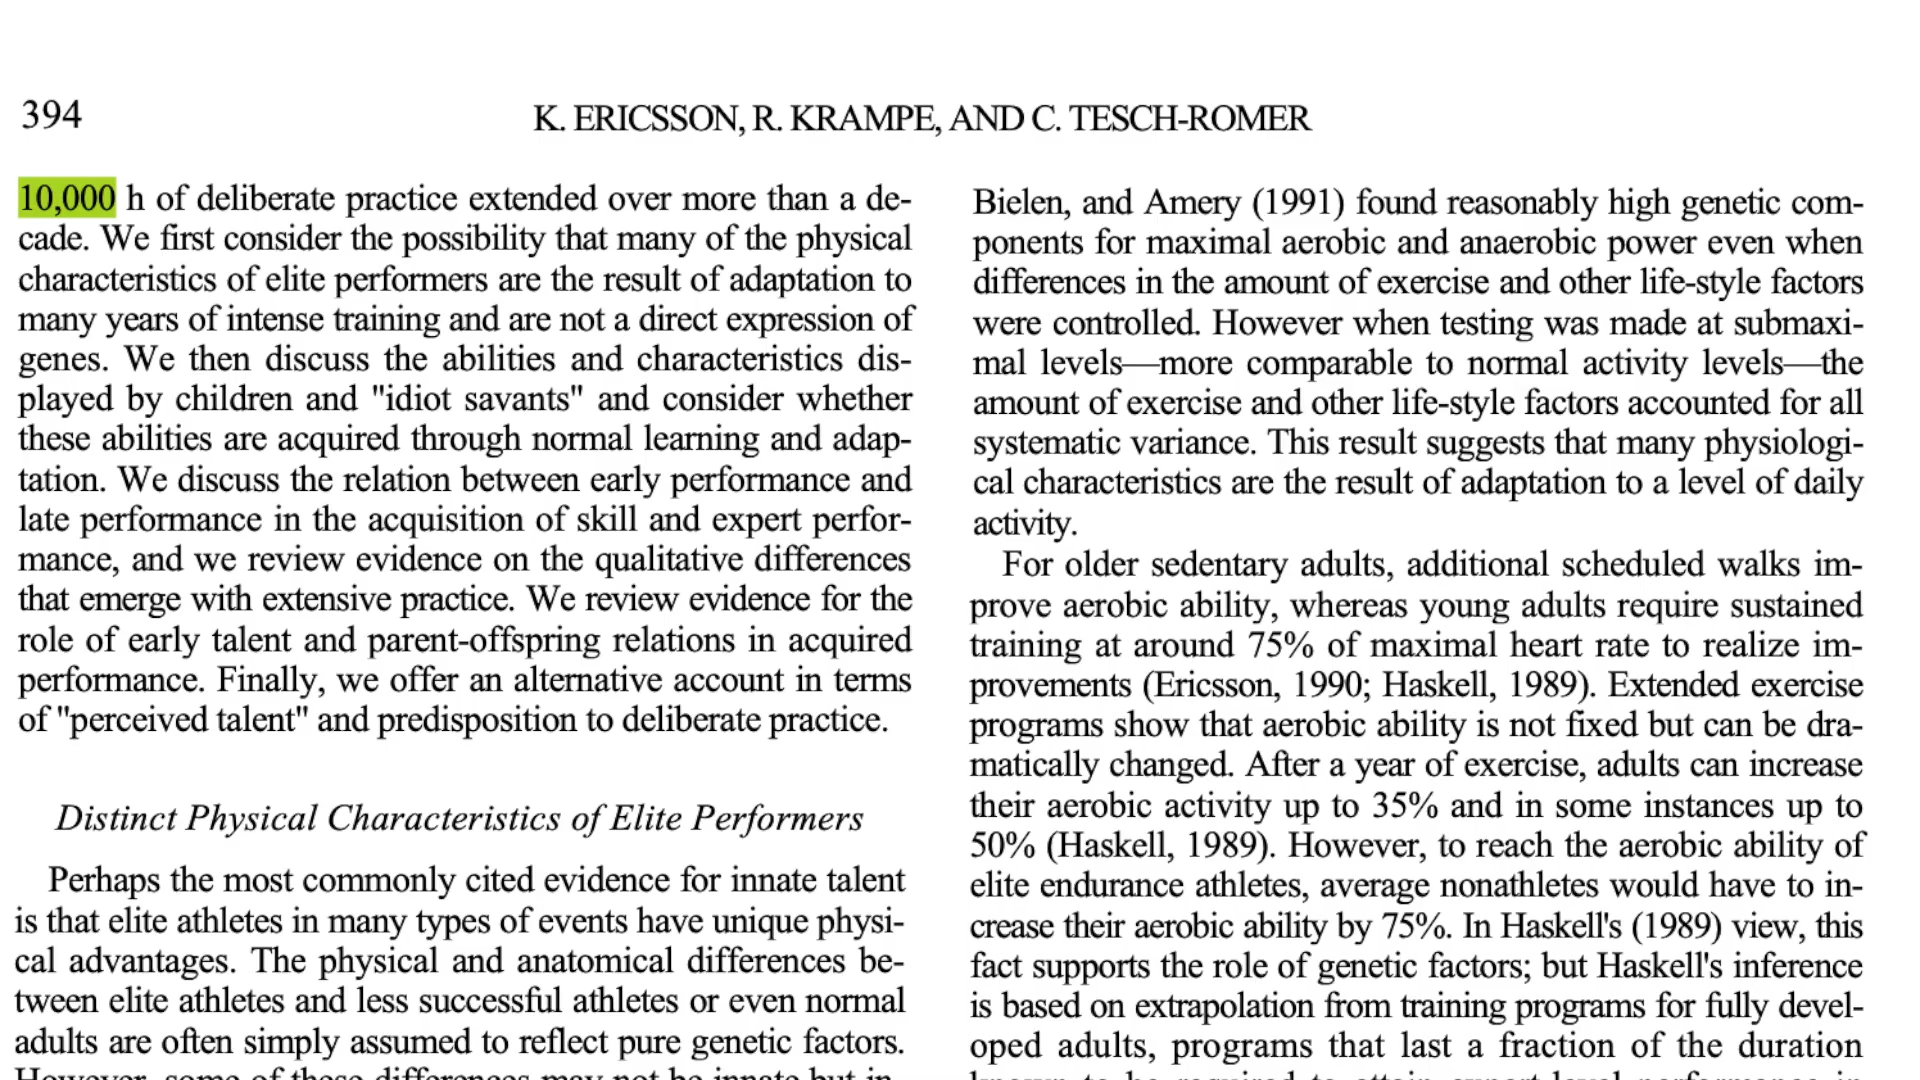 394
K. ERICSSON, R. KRAMPE, AND C. TESCH-ROMER
10,000 h of deliberate practice extended over more than a de-
cade. We first consider the possibility that many of the physical
characteristics of elite performers are the result of adaptation to
many years of intense training and are not a direct expression of
genes. We then discuss the abilities and characteristics dis-
played by children and "idiot savants" and consider whether
these abilities are acquired through normal learning and adap-
tation. We discuss the relation between early performance and
late performance in the acquisition of skill and expert perfor-
mance, and we review evidence on the qualitative differences
that emerge with extensive practice. We review evidence for the
role of early talent and parent-offspring relations in acquired
performance. Finally, we offer an alternative account in terms
of "perceived talent" and predisposition to deliberate practice.
Distinct Physical Characteristics of Elite Performers
Perhaps the most commonly cited evidence for innate talent
is that elite athletes in many types of events have unique physi-
cal advantages. The physical and anatomical differences be-
tween elite athletes and less successful athletes or even normal
adults are often simply assumed to reflect pure genetic factors.
However, some of these differences may not be innate but in-
Bielen, and Amery (1991) found reasonably high genetic com-
ponents for maximal aerobic and anaerobic power even when
differences in the amount of exercise and other life-style factors
were controlled. However when testing was made at submaxi-
mal levels—more comparable to normal activity levels—the
amount of exercise and other life-style factors accounted for all
systematic variance. This result suggests that many physiologi-
cal characteristics are the result of adaptation to a level of daily
activity.
For older sedentary adults, additional scheduled walks im-
prove aerobic ability, whereas young adults require sustained
training at around 75% of maximal heart rate to realize im-
provements (Ericsson, 1990; Haskell, 1989). Extended exercise
programs show that aerobic ability is not fixed but can be dra-
matically changed. After a year of exercise, adults can increase
their aerobic activity up to 35% and in some instances up to
50% (Haskell, 1989). However, to reach the aerobic ability of
elite endurance athletes, average nonathletes would have to in-
crease their aerobic ability by 75%. In Haskell's (1989) view, this
fact supports the role of genetic factors; but Haskell's inference
is based on extrapolation from training programs for fully devel-
oped adults, programs that last a fraction of the duration
known to be required to attain expert-level performance in